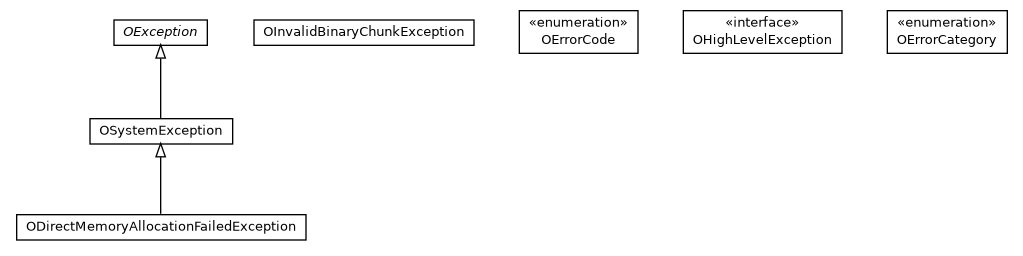 OException
OInvalidBinaryChunkException
«enumeration»
OErrorCode
«interface»
OHighLevelException
«enumeration»
OErrorCategory
OSystemException
ODirectMemoryAllocationFailedException